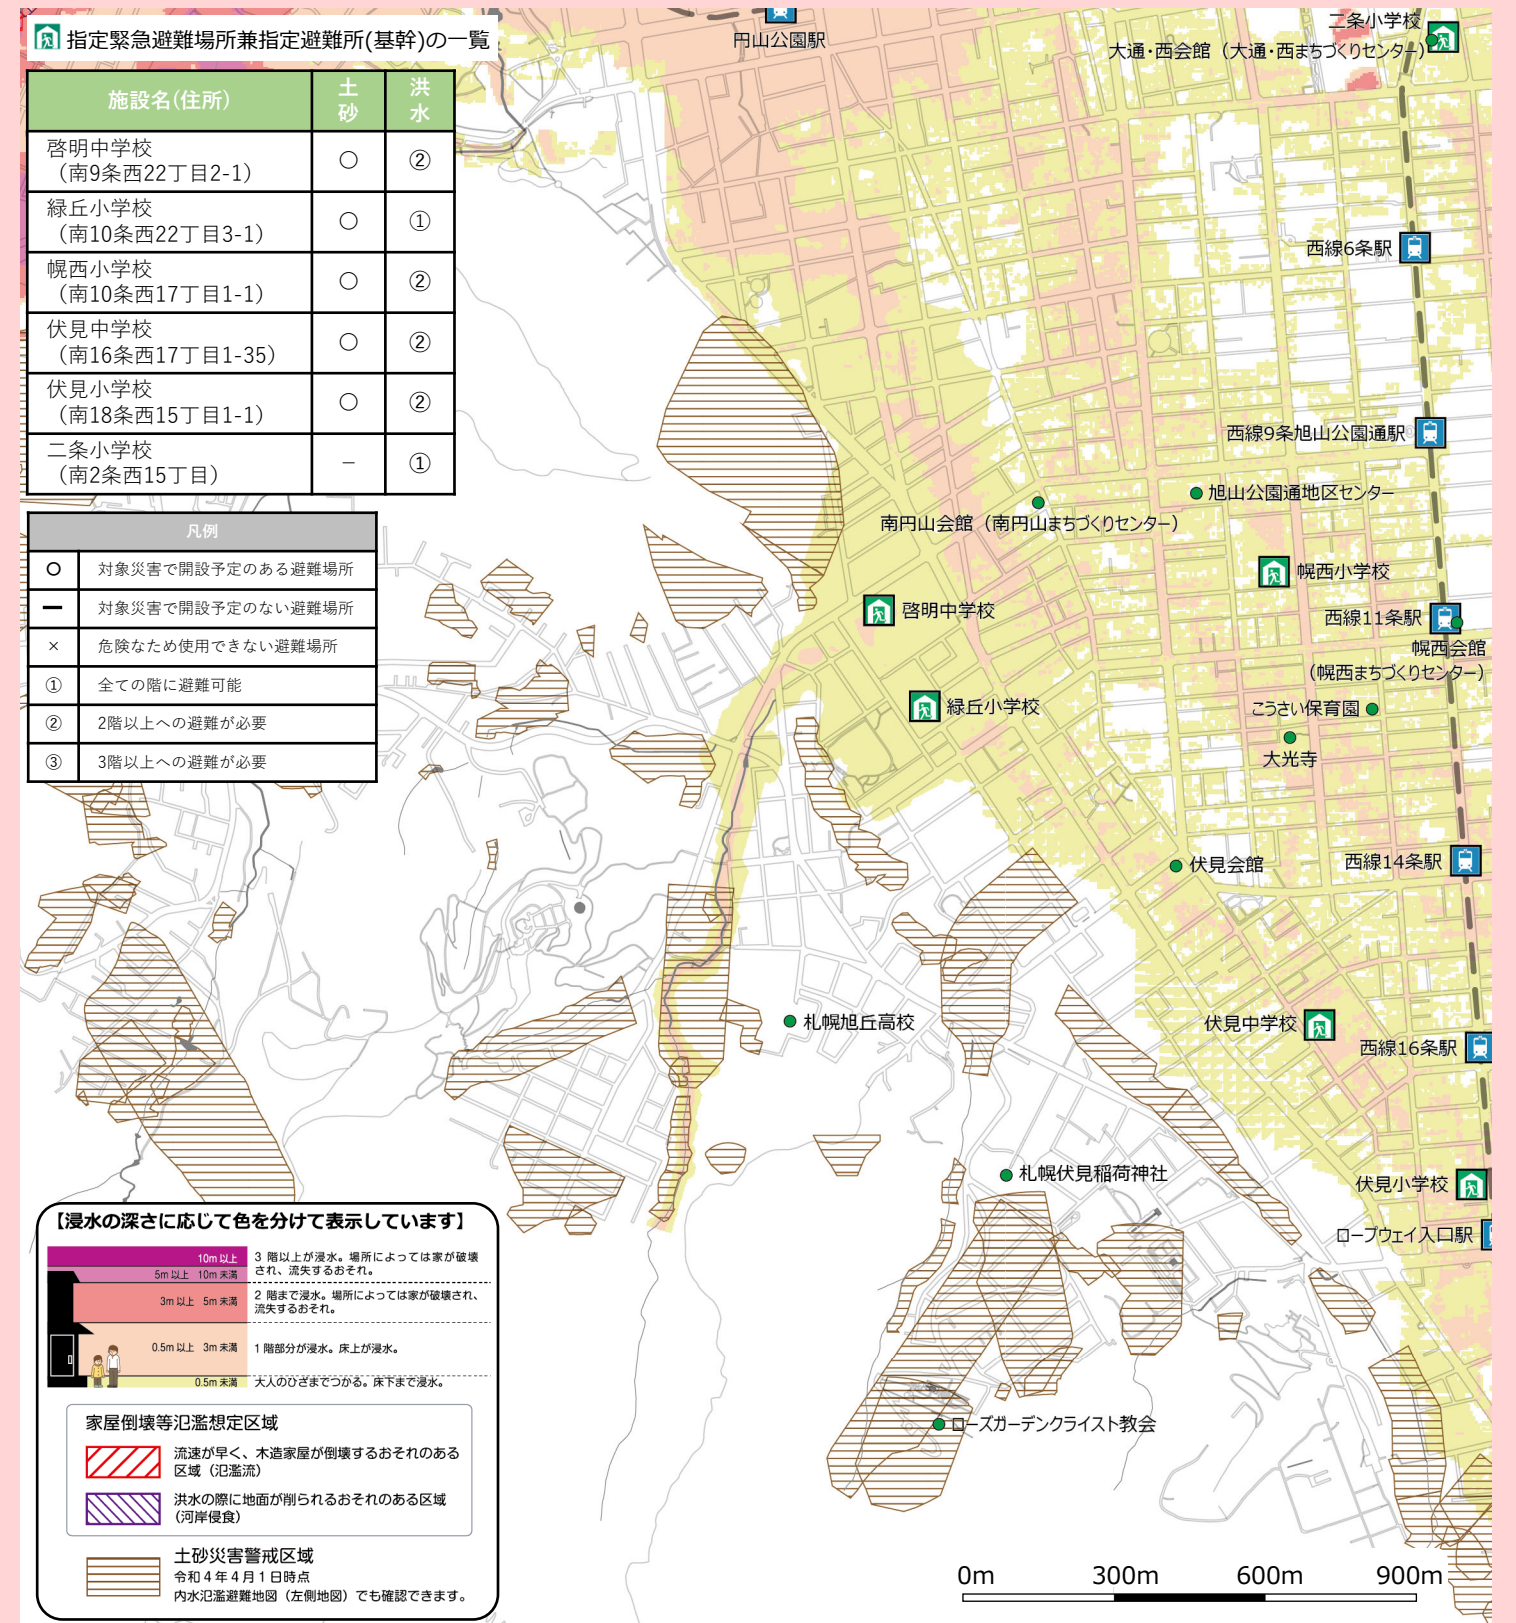 指定緊急避難場所兼指定避難所(基幹)の一覧
施設名(住所)
土砂
洪水
啓明中学校
(南9条西22丁目2-1)
○
②
緑丘小学校
(南10条西22丁目3-1)
○
①
幌西小学校
(南10条西17丁目1-1)
○
②
伏見中学校
(南16条西17丁目1-35)
○
②
伏見小学校
(南18条西15丁目1-1)
○
②
二条小学校
(南2条西15丁目)
−
①
凡例
○ 対象災害で開設予定のある避難場所
ー 対象災害で開設予定のない避難場所
× 危険なため使用できない避難場所
① 全ての階に避難可能
② 2階以上への避難が必要
③ 3階以上への避難が必要
円山公園駅
二条小学校
大通・西会館(大通・西まちづくりセンター)
西線6条駅
西線9条旭山公園通駅
旭山公園通地区センター
南円山会館(南円山まちづくりセンター)
幌西小学校
啓明中学校
西線11条駅
幌西会館
(幌西まちづくりセンター)
緑丘小学校
こうさい保育園
大光寺
西線14条駅
伏見会館
札幌旭丘高校
伏見中学校
西線16条駅
札幌伏見稲荷神社
伏見小学校
ロープウェイ入口駅
ローズガーデンクライスト教会
【浸水の深さに応じて色を分けて表示しています】
10m 以上
5m 以上 10m 未満
3階以上が浸水。場所によっては家が破壊
され、流失するおそれ。
3m 以上 5m 未満
2階まで浸水。場所によっては家が破壊され、
流失するおそれ。
0.5m 以上 3m 未満
1階部分が浸水。床上が浸水。
0.5m 未満
大人のひざまでつかる。床下まで浸水。
家屋倒壊等氾濫想定区域
流速が早く、木造家屋が倒壊するおそれのある
区域(氾濫流)
洪水の際に地面が削られるおそれのある区域
(河岸侵食)
土砂災害警戒区域
令和4年4月1日時点
内水氾濫避難地図(左側地図)でも確認できます。
0m 300m 600m 900m